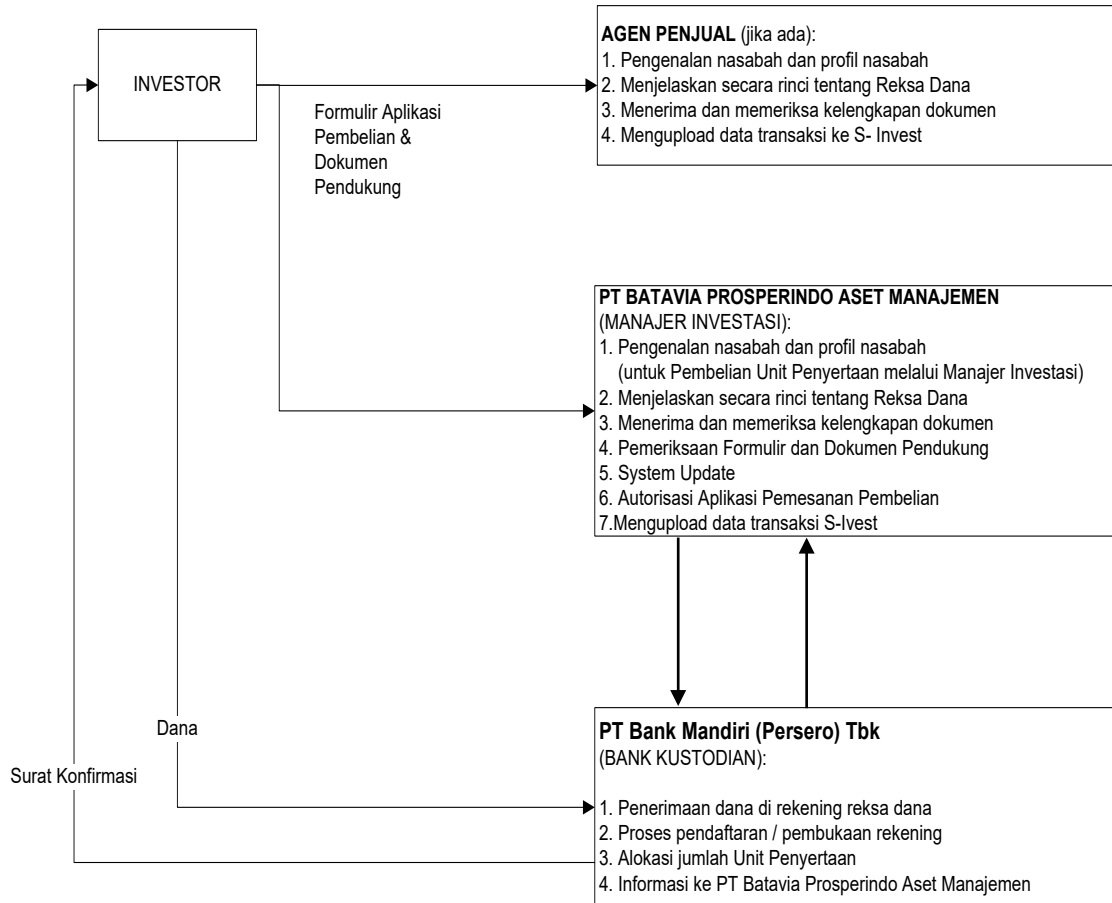 INVESTOR
Formulir Aplikasi
Pembelian &
Dokumen
Pendukung
AGEN PENJUAL (jika ada):
1. Pengenalan nasabah dan profil nasabah
2. Menjelaskan secara rinci tentang Reksa Dana
3. Menerima dan memeriksa kelengkapan dokumen
4. Mengupload data transaksi ke S- Invest
PT BATAVIA PROSPERINDO ASET MANAJEMEN
(MANAJER INVESTASI):
1. Pengenalan nasabah dan profil nasabah
(untuk Pembelian Unit Penyertaan melalui Manajer Investasi)
2. Menjelaskan secara rinci tentang Reksa Dana
3. Menerima dan memeriksa kelengkapan dokumen
4. Pemeriksaan Formulir dan Dokumen Pendukung
5. System Update
6. Autorisasi Aplikasi Pemesanan Pembelian
7.Mengupload data transaksi S-Ivest
Dana
Surat Konfirmasi
PT Bank Mandiri (Persero) Tbk
(BANK KUSTODIAN):
1. Penerimaan dana di rekening reksa dana
2. Proses pendaftaran / pembukaan rekening
3. Alokasi jumlah Unit Penyertaan
4. Informasi ke PT Batavia Prosperindo Aset Manajemen